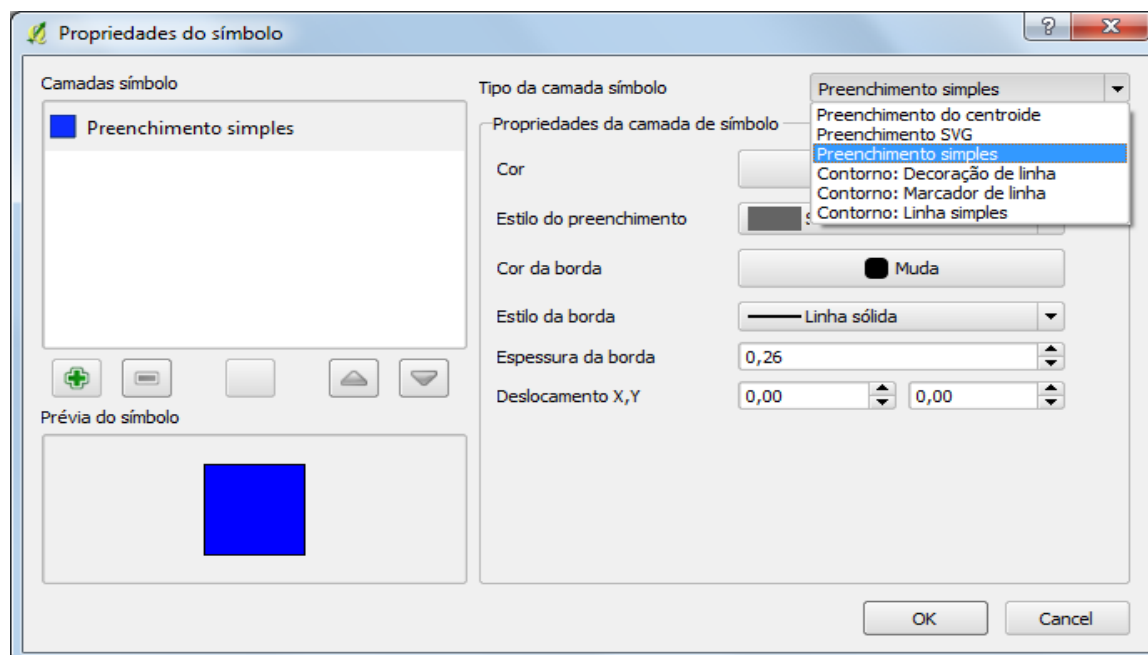 Propriedades do símbolo
Camadas símbolo
Preenchimento simples
Prévia do símbolo
Tipo da camada símbolo
Preenchimento simples
Preenchimento do centroide
Preenchimento SVG
Preenchimento simples
Contorno: Decoração de linha
Contorno: Marcador de linha
Contorno: Linha simples
Propriedades da camada de símbolo
Cor
Estilo do preenchimento
Cor da borda
Muda
Estilo da borda
Linha sólida
Espessura da borda
0,26
Deslocamento X,Y
0,00
0,00
OK
Cancel